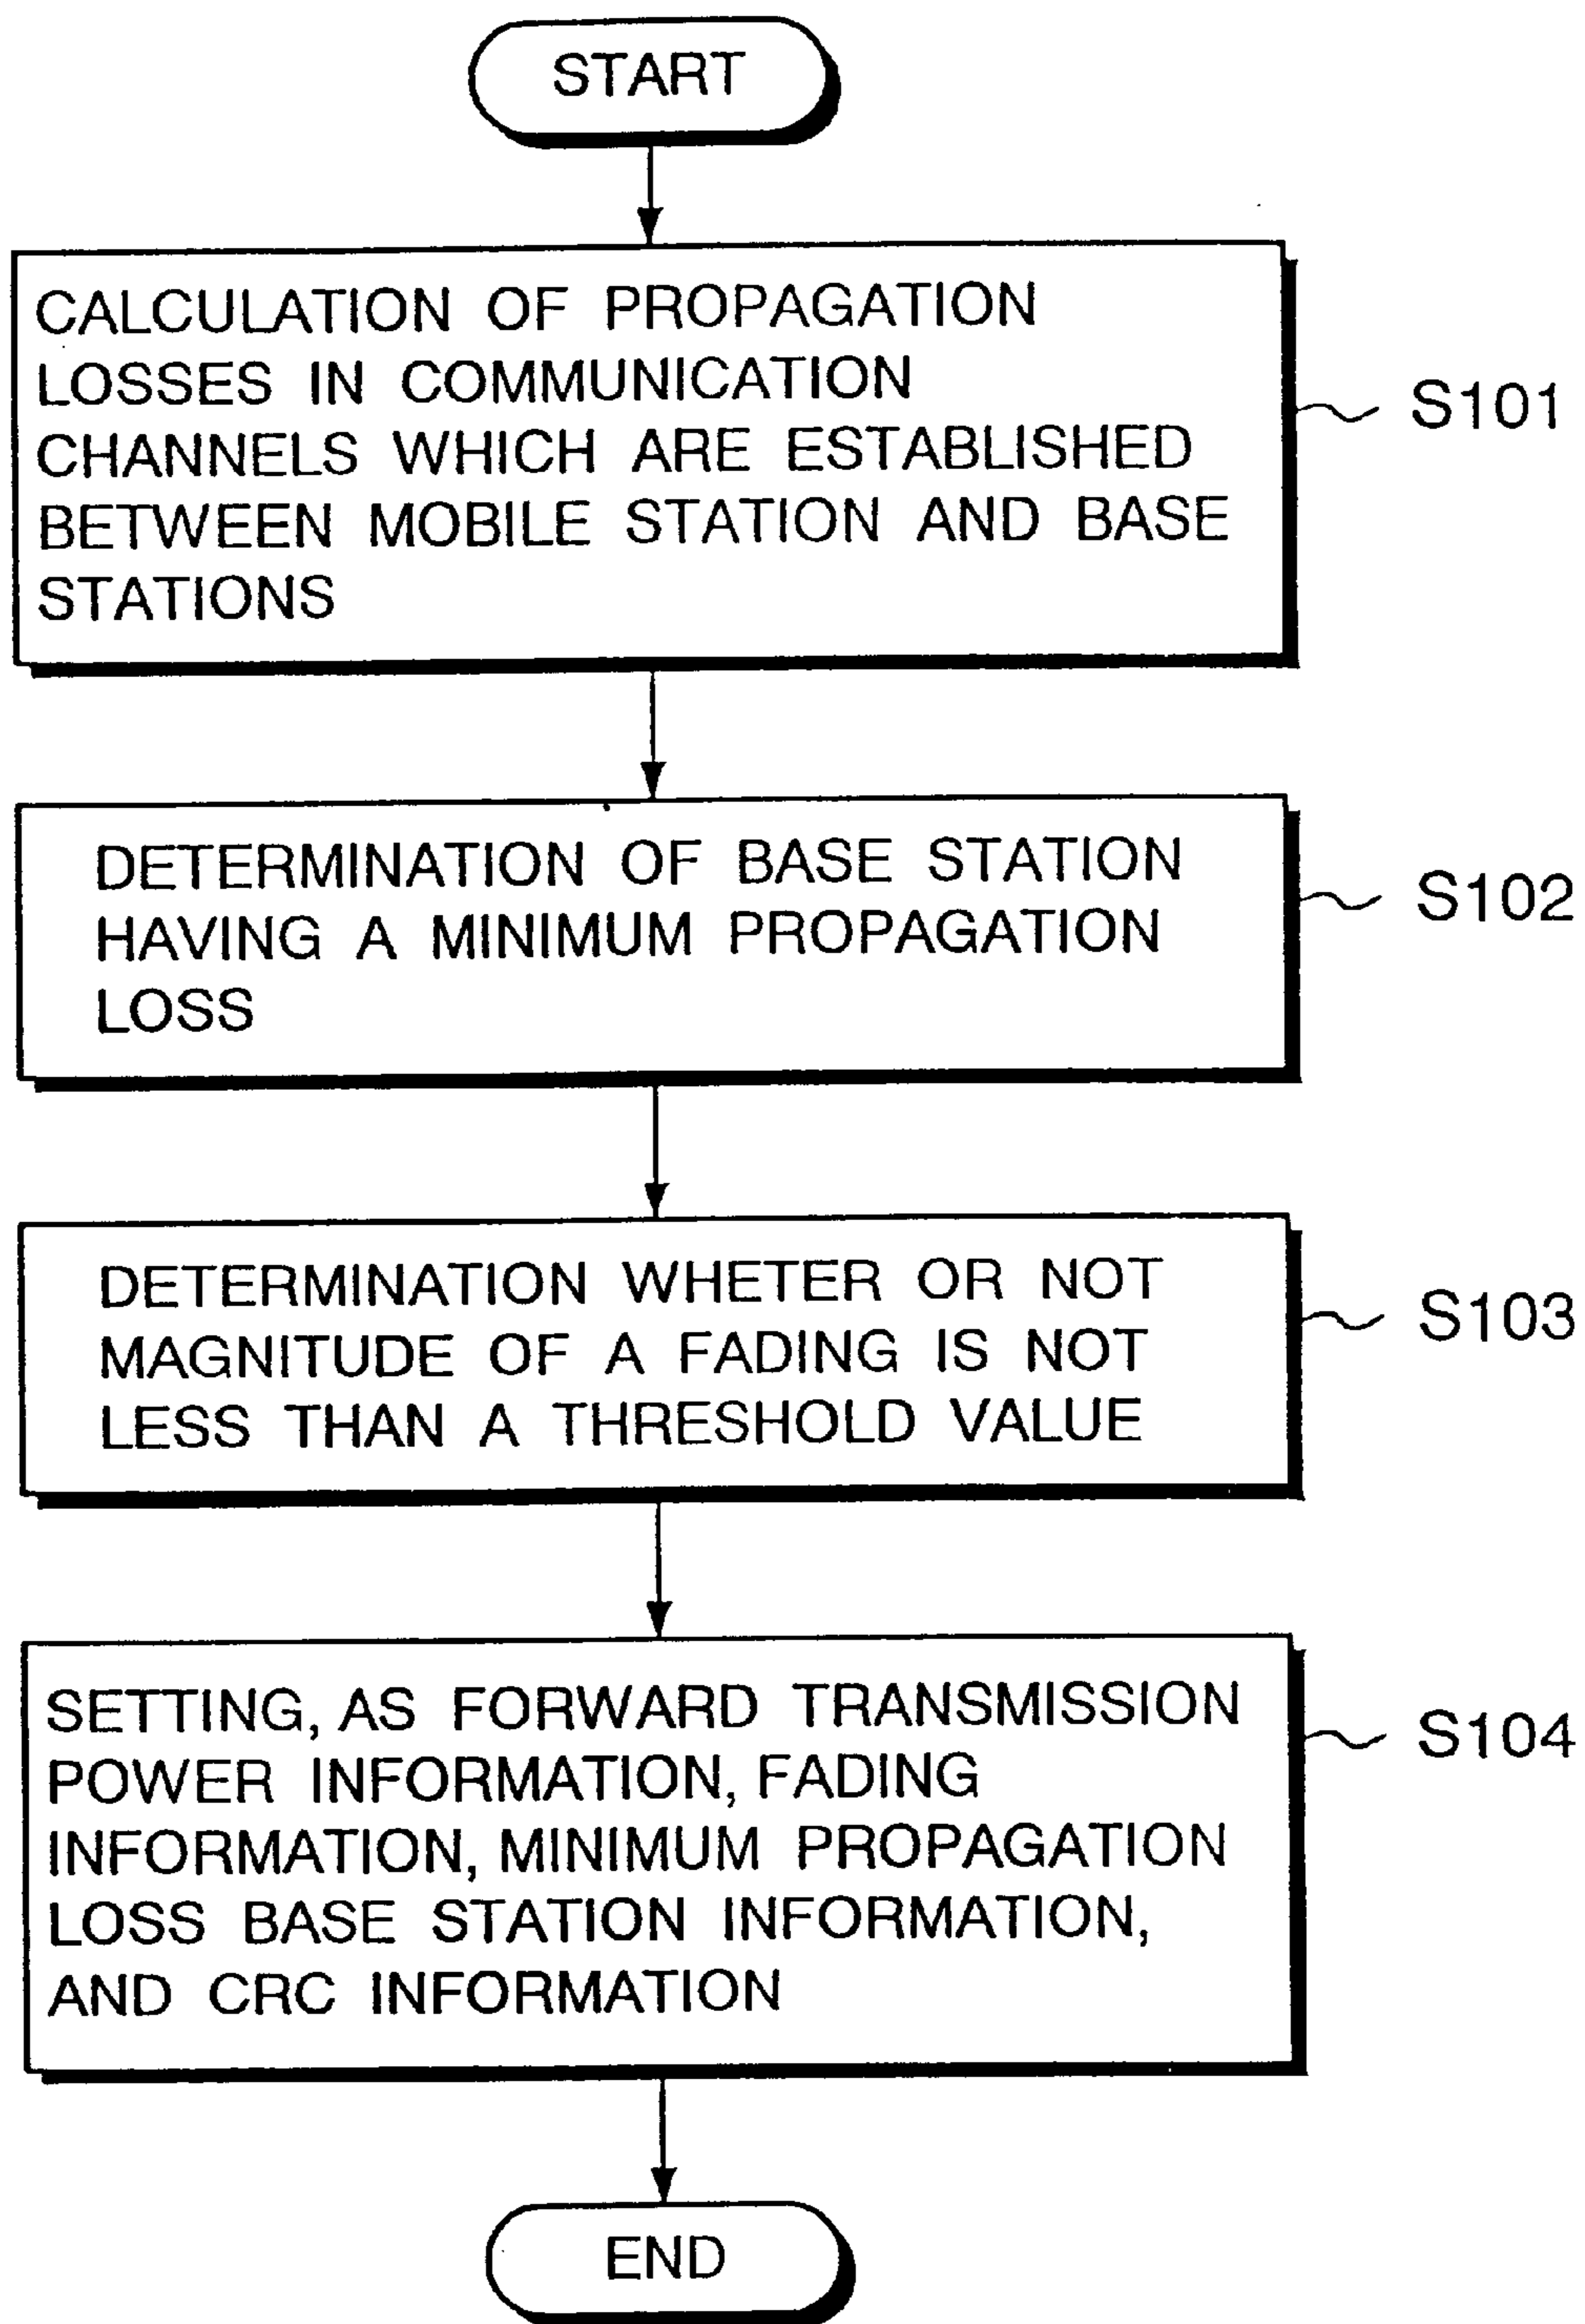 START
CALCULATION OF PROPAGATION
LOSSES IN COMMUNICATION
CHANNELS WHICH ARE ESTABLISHED
BETWEEN MOBILE STATION AND BASE
STATIONS
S101
DETERMINATION OF BASE STATION
HAVING A MINIMUM PROPAGATION
LOSS
S102
DETERMINATION WHETER OR NOT
MAGNITUDE OF A FADING IS NOT
LESS THAN A THRESHOLD VALUE
S103
SETTING, AS FORWARD TRANSMISSION
POWER INFORMATION, FADING
INFORMATION, MINIMUM PROPAGATION
LOSS BASE STATION INFORMATION,
AND CRC INFORMATION
S104
END